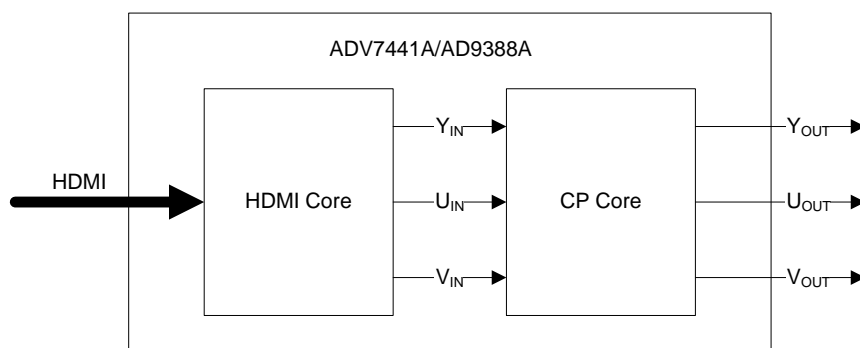 ADV7441A/AD9388A
HDMI
HDMI Core
Y_IN
U_IN
V_IN
CP Core
Y_OUT
U_OUT
V_OUT